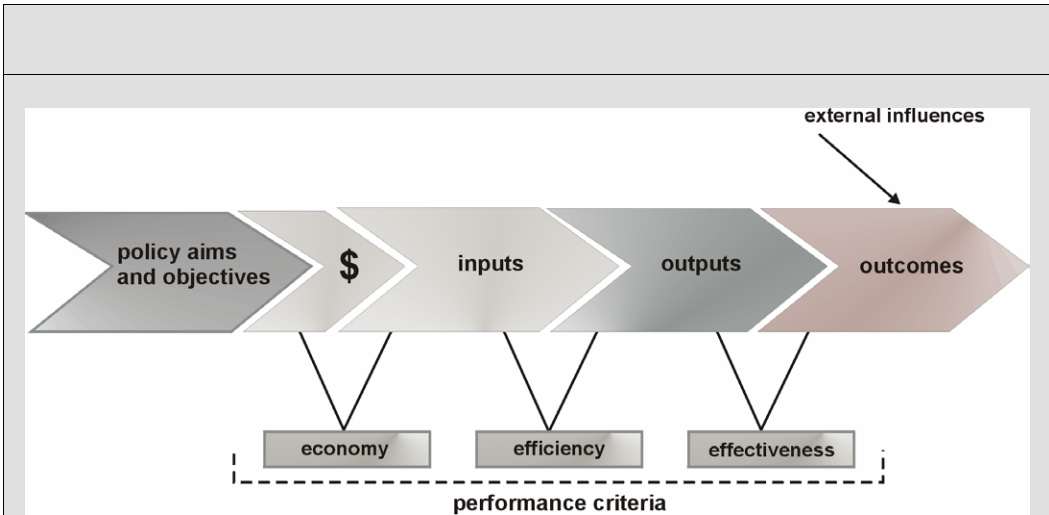 external influences
policy aims
and objectives
$
inputs
outputs
outcomes
economy
efficiency
effectiveness
performance criteria